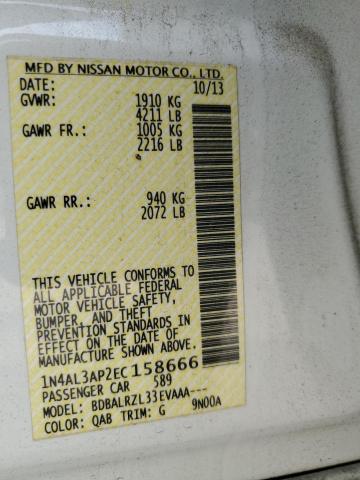 MFD BY NISSAN MOTOR CO., LTD.
DATE: 10/13
GVWR: 1910 KG
4211 LB
GAWR FR.: 1005 KG
2216 LB
GAWR RR.: 940 KG
2072 LB
THIS VEHICLE CONFORMS TO
ALL APPLICABLE FEDERAL
MOTOR VEHICLE SAFETY,
BUMPER, AND THEFT
PREVENTION STANDARDS IN
EFFECT ON THE DATE OF
MANUFACTURE SHOWN ABOVE.
1N4AL3AP2EC158666
PASSENGER CAR 589
MODEL: BDBALRZL33EVAAA---
COLOR: QAB TRIM: G 9N00A